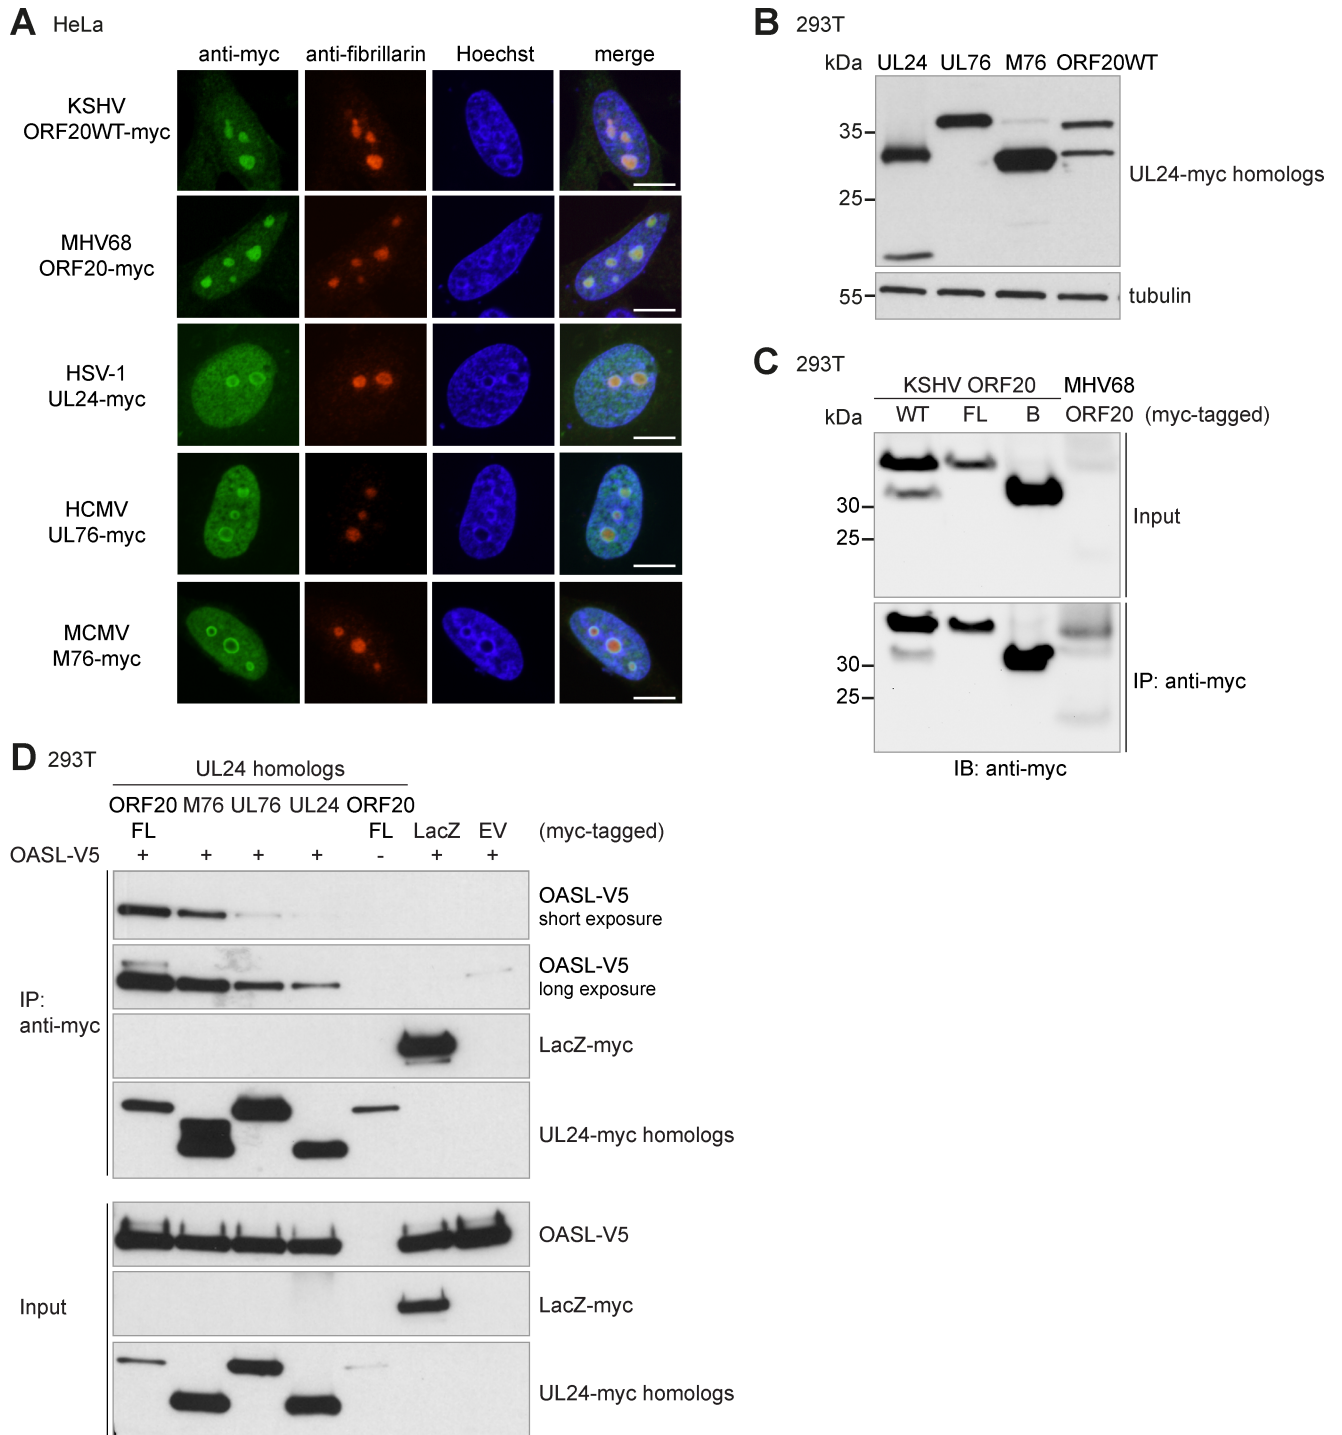 A HeLa
anti-myc anti-fibrillarin Hoechst merge
KSHV
ORF20WT-myc
MHV68
ORF20-myc
HSV-1
UL24-myc
HCMV
UL76-myc
MCMV
M76-myc
B 293T
kDa UL24 UL76 M76 ORF20WT
35
25
UL24-myc homologs
55
tubulin
C 293T
KSHV ORF20 MHV68
kDa WT FL B ORF20 (myc-tagged)
30
25
Input
30
25
IP: anti-myc
IB: anti-myc
D 293T
UL24 homologs
ORF20 M76 UL76 UL24 ORF20
FL FL LacZ EV (myc-tagged)
OASL-V5 + + + + - + +
OASL-V5
short exposure
OASL-V5
long exposure
IP:
anti-myc
LacZ-myc
UL24-myc homologs
OASL-V5
Input
LacZ-myc
UL24-myc homologs